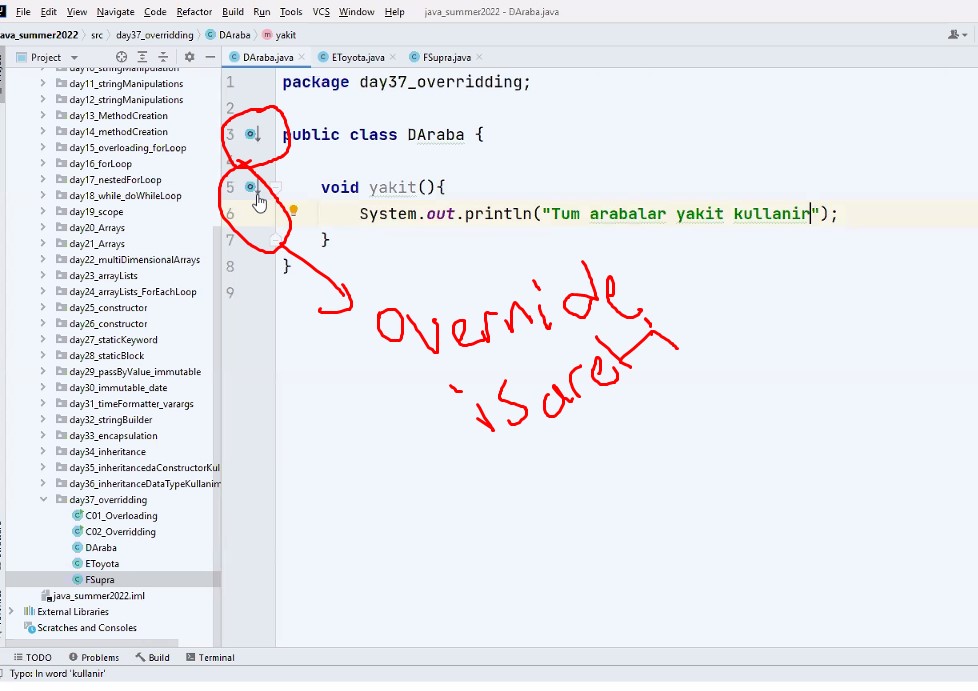 File Edit View Navigate Code Refactor Build Run Tools VCS Window Help java_summer2022 - DAraba.java
ava_summer2022 src day37_overridding DAraba yakit
Project DAraba.java EToyota.java FSupra.java
day10_stringManipulation
day11_stringManipulations
day12_stringManipulations
day13_MethodCreation
day14_methodCreation
day15_overloading_forLoop
day16_forLoop
day17_nestedForLoop
day18_while_doWhileLoop
day19_scope
day20_Arrays
day21_Arrays
day22_multiDimensionalArrays
day23_arrayLists
day24_arrayLists_ForEachLoop
day25_constructor
day26_constructor
day27_staticKeyword
day28_staticBlock
day29_passByValue_immutable
day30_immutable_date
day31_timeFormatter_varargs
day32_stringBuilder
day33_encapsulation
day34_inheritance
day35_inheritancedaConstructorKul
day36_inheritanceDataTypeKullanim
day37_overridding
C01_Overloading
C02_Overridding
DAraba
EToyota
FSupra
java_summer2022.iml
External Libraries
Scratches and Consoles
1 package day37_overridding;
2
3 public class DAraba {
4
5 void yakit(){
6 System.out.println("Tum arabalar yakit kullanir");
7 }
8 }
9
override
isareti
TODO Problems Build Terminal
Typo: In word 'kullanir'